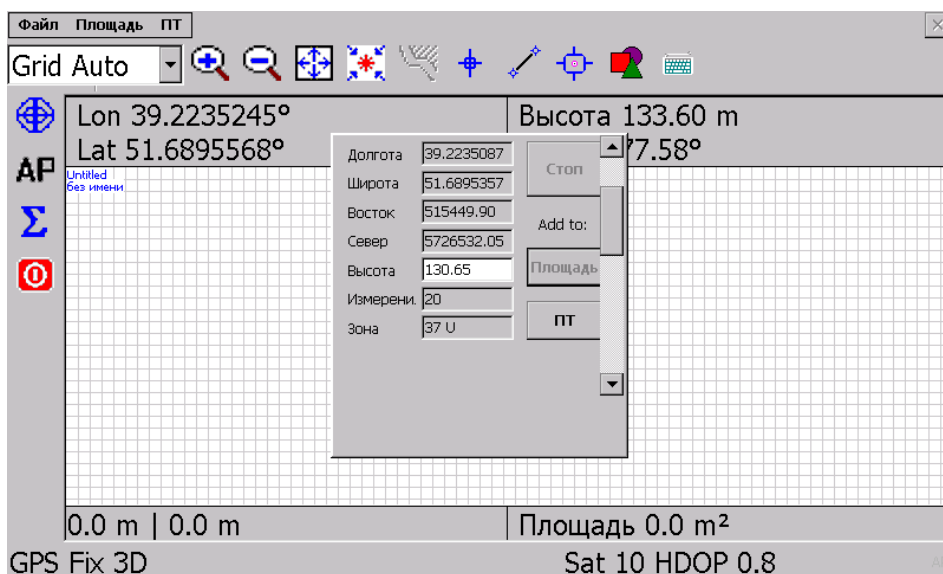 Файл Площадь ПТ
Grid Auto
Lon 39.2235245° Высота 133.60 m
Lat 51.6895568° 77.58°
AP
Untitled
без имени
Долгота 39.2235087 Стоп
Широта 51.6895357
Восток 515449.90 Add to:
Север 5726532.05
Высота 130.65 Площадь
Измерени. 20
Зона 37 U ПТ
0.0 m | 0.0 m Площадь 0.0 m²
GPS Fix 3D Sat 10 HDOP 0.8